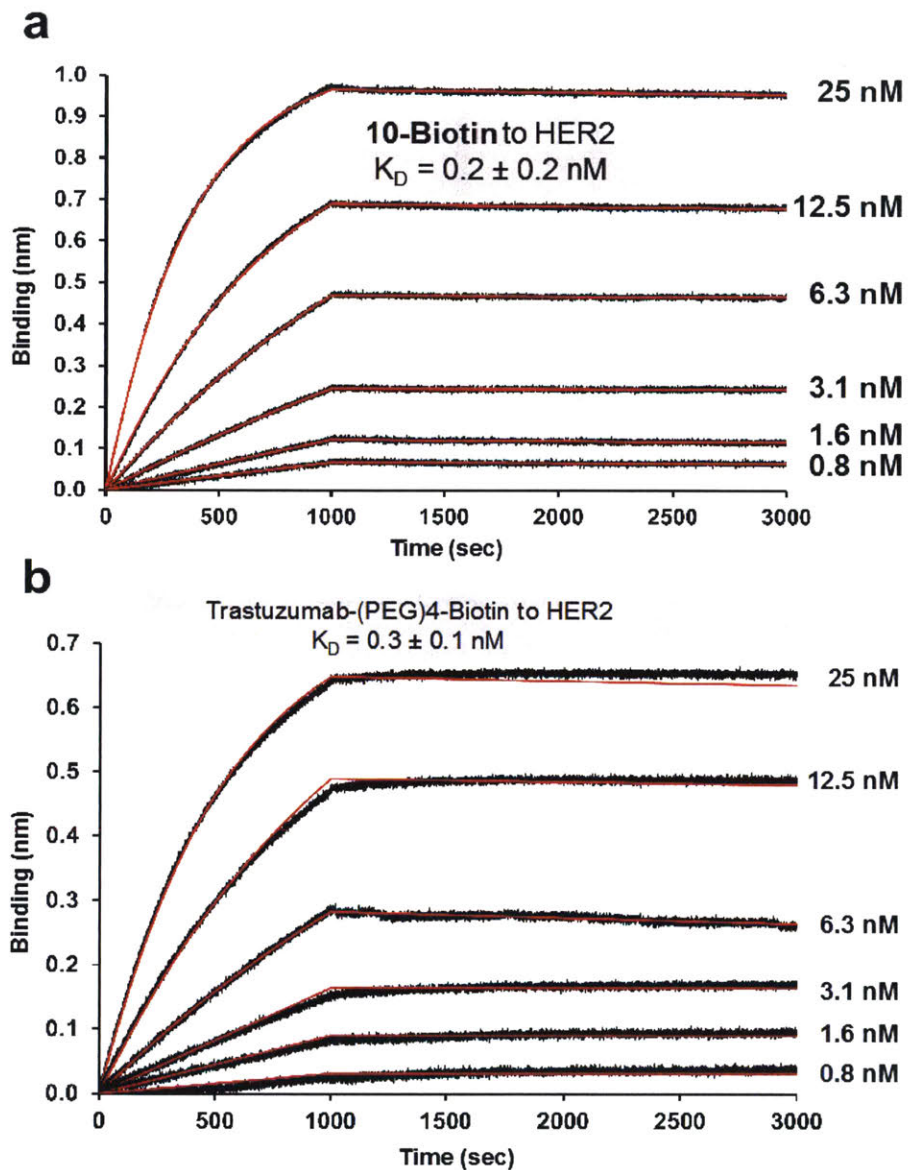 a
1.0
0.9
0.8
0.7
0.6
0.5
0.4
0.3
0.2
0.1
0.0
Binding (nm)
10-Biotin to HER2
K_D = 0.2 ± 0.2 nM
25 nM
12.5 nM
6.3 nM
3.1 nM
1.6 nM
0.8 nM
0 500 1000 1500 2000 2500 3000
Time (sec)
b
Trastuzumab-(PEG)4-Biotin to HER2
K_D = 0.3 ± 0.1 nM
0.7
0.6
0.5
0.4
0.3
0.2
0.1
0.0
Binding (nm)
25 nM
12.5 nM
6.3 nM
3.1 nM
1.6 nM
0.8 nM
0 500 1000 1500 2000 2500 3000
Time (sec)